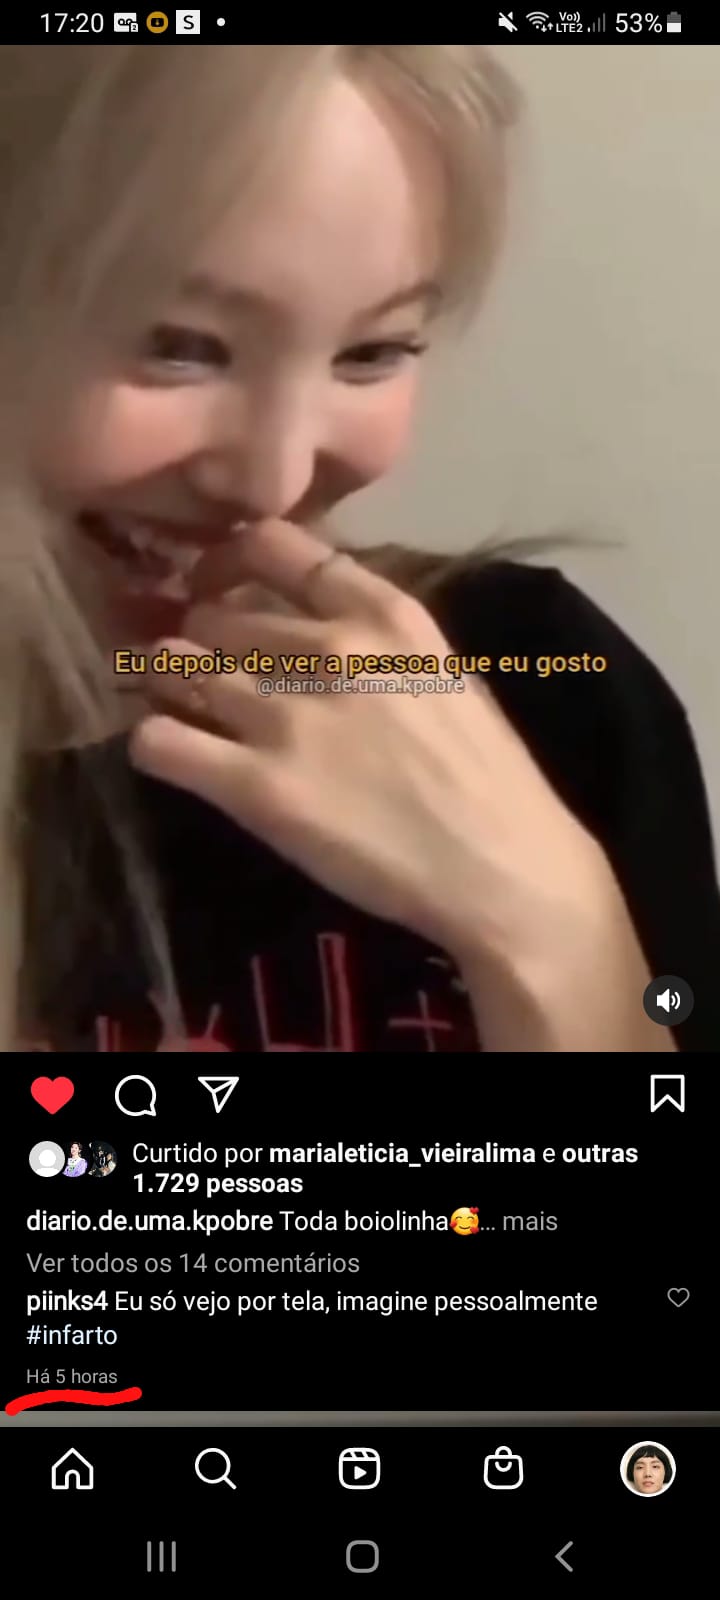 17:20 S Vo)) LTE2 53%
Eu depois de ver a pessoa que eu gosto
@diario.de.uma.kpobre
Curtido por marialeticia_vieiralima e outras
1.729 pessoas
diario.de.uma.kpobre Toda boiolinha🥰... mais
Ver todos os 14 comentários
piinks4 Eu só vejo por tela, imagine pessoalmente
#infarto
Há 5 horas